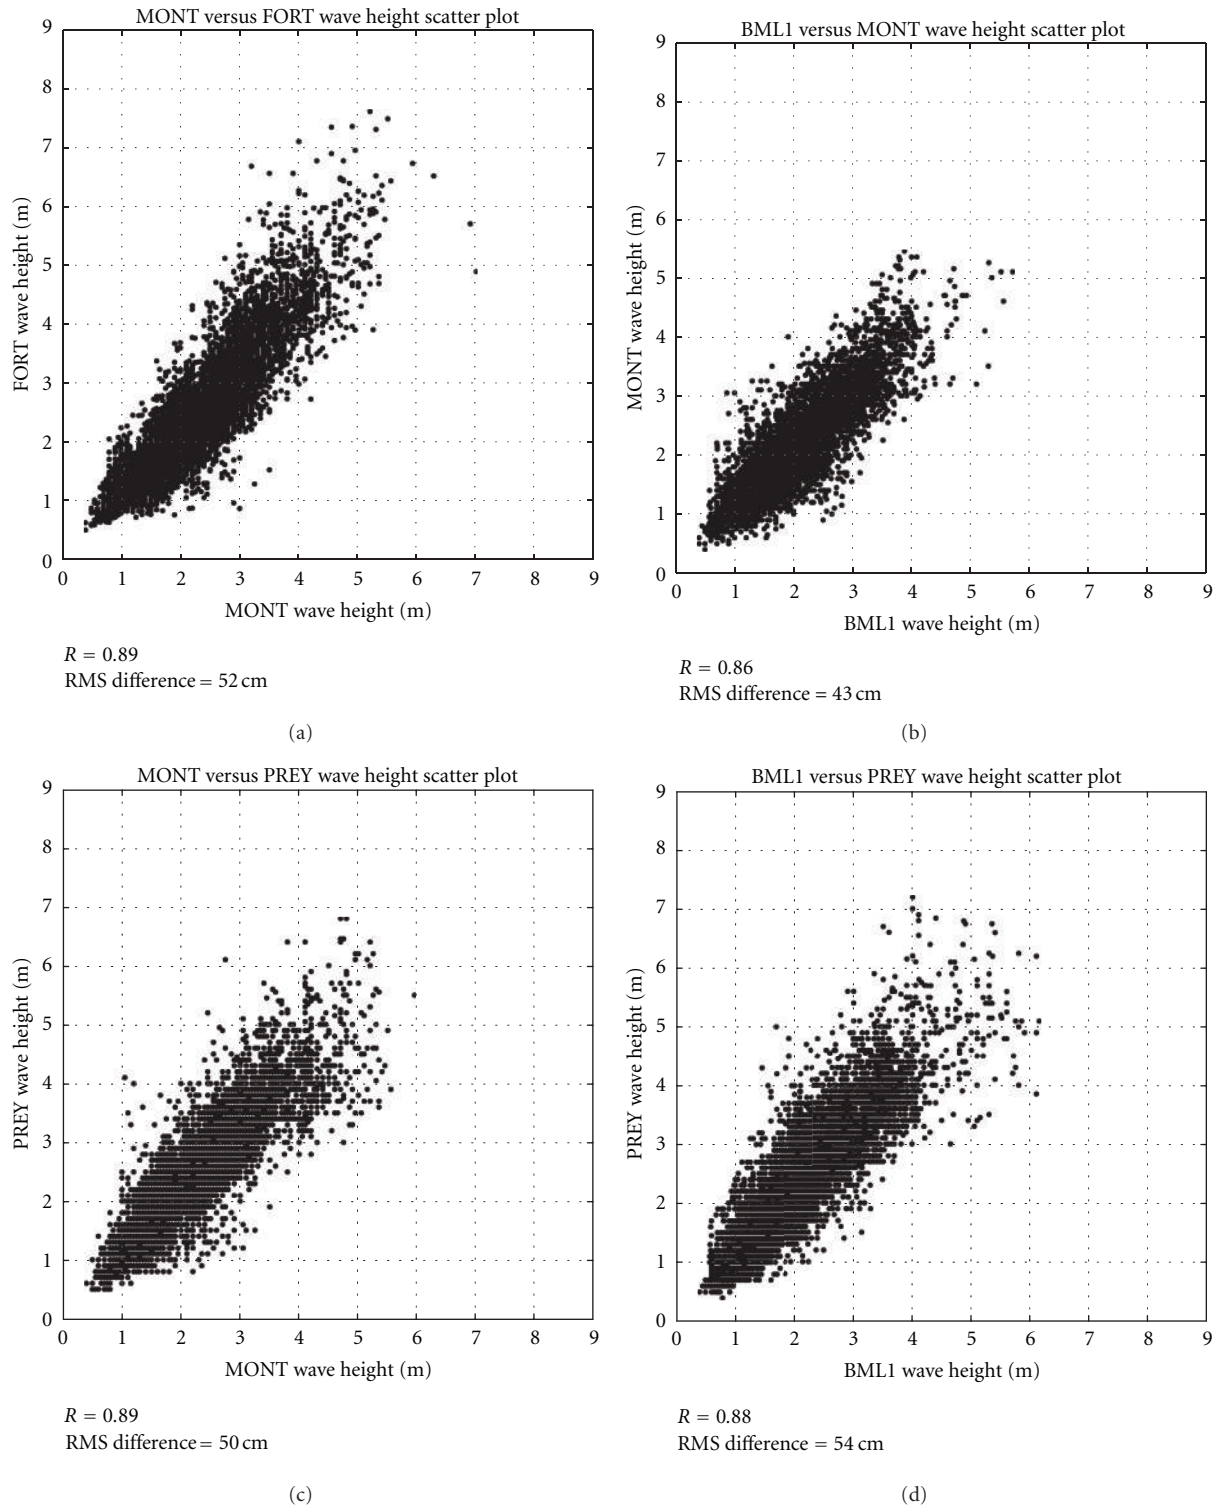 MONT versus FORT wave height scatter plot
9
8
7
6
5
4
3
2
1
0
FORT wave height (m)
0 1 2 3 4 5 6 7 8 9
MONT wave height (m)
R = 0.89
RMS difference = 52 cm
(a)
BML1 versus MONT wave height scatter plot
9
8
7
6
5
4
3
2
1
0
MONT wave height (m)
0 1 2 3 4 5 6 7 8 9
BML1 wave height (m)
R = 0.86
RMS difference = 43 cm
(b)
MONT versus PREY wave height scatter plot
9
8
7
6
5
4
3
2
1
0
PREY wave height (m)
0 1 2 3 4 5 6 7 8 9
MONT wave height (m)
R = 0.89
RMS difference = 50 cm
(c)
BML1 versus PREY wave height scatter plot
9
8
7
6
5
4
3
2
1
0
PREY wave height (m)
0 1 2 3 4 5 6 7 8 9
BML1 wave height (m)
R = 0.88
RMS difference = 54 cm
(d)